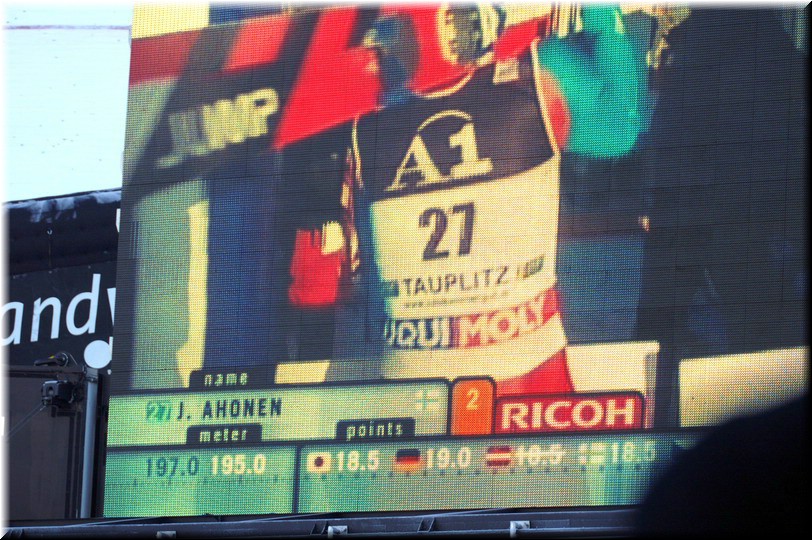 JUMP
A1
27
TAUPLITZ
LIQUI MOLY
andy
name
27 J. AHONEN 2 RICOH
meter points
197.0 195.0 18.5 19.0 18.5 18.5